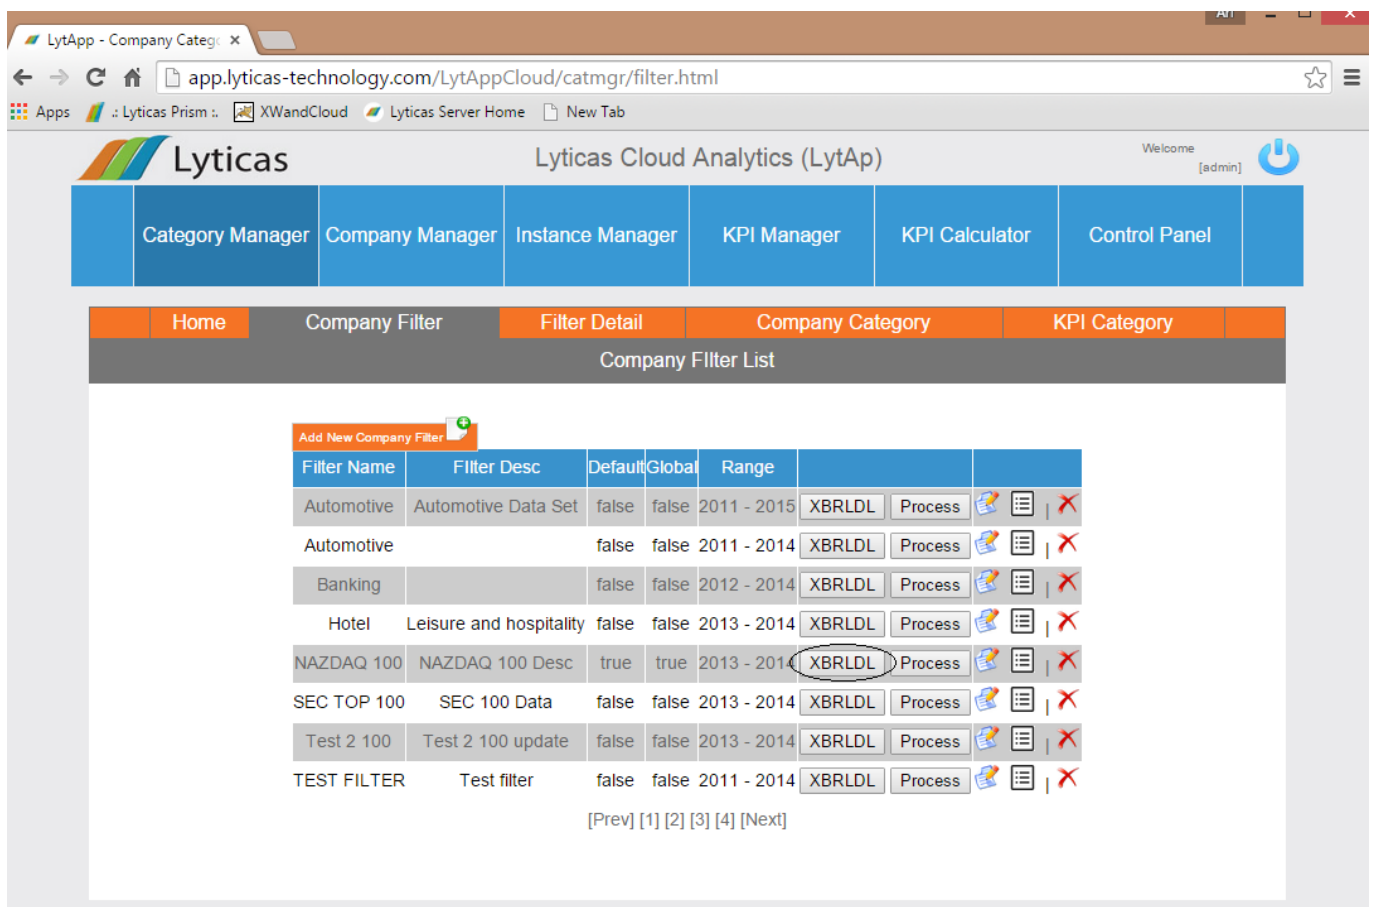 LytApp - Company Catego
app.lyticas-technology.com/LytAppCloud/catmgr/filter.html
Apps .: Lyticas Prism :. XWandCloud Lyticas Server Home New Tab
Lyticas Lyticas Cloud Analytics (LytAp) Welcome
[admin]
Category Manager Company Manager Instance Manager KPI Manager KPI Calculator Control Panel
Home Company Filter Filter Detail Company Category KPI Category
Company FIlter List
Add New Company Filter
Filter Name FIlter Desc Default Global Range
Automotive Automotive Data Set false false 2011 - 2015 XBRLDL Process |
Automotive false false 2011 - 2014 XBRLDL Process |
Banking false false 2012 - 2014 XBRLDL Process |
Hotel Leisure and hospitality false false 2013 - 2014 XBRLDL Process |
NAZDAQ 100 NAZDAQ 100 Desc true true 2013 - 2014 XBRLDL Process |
SEC TOP 100 SEC 100 Data false false 2013 - 2014 XBRLDL Process |
Test 2 100 Test 2 100 update false false 2013 - 2014 XBRLDL Process |
TEST FILTER Test filter false false 2011 - 2014 XBRLDL Process |
[Prev] [1] [2] [3] [4] [Next]